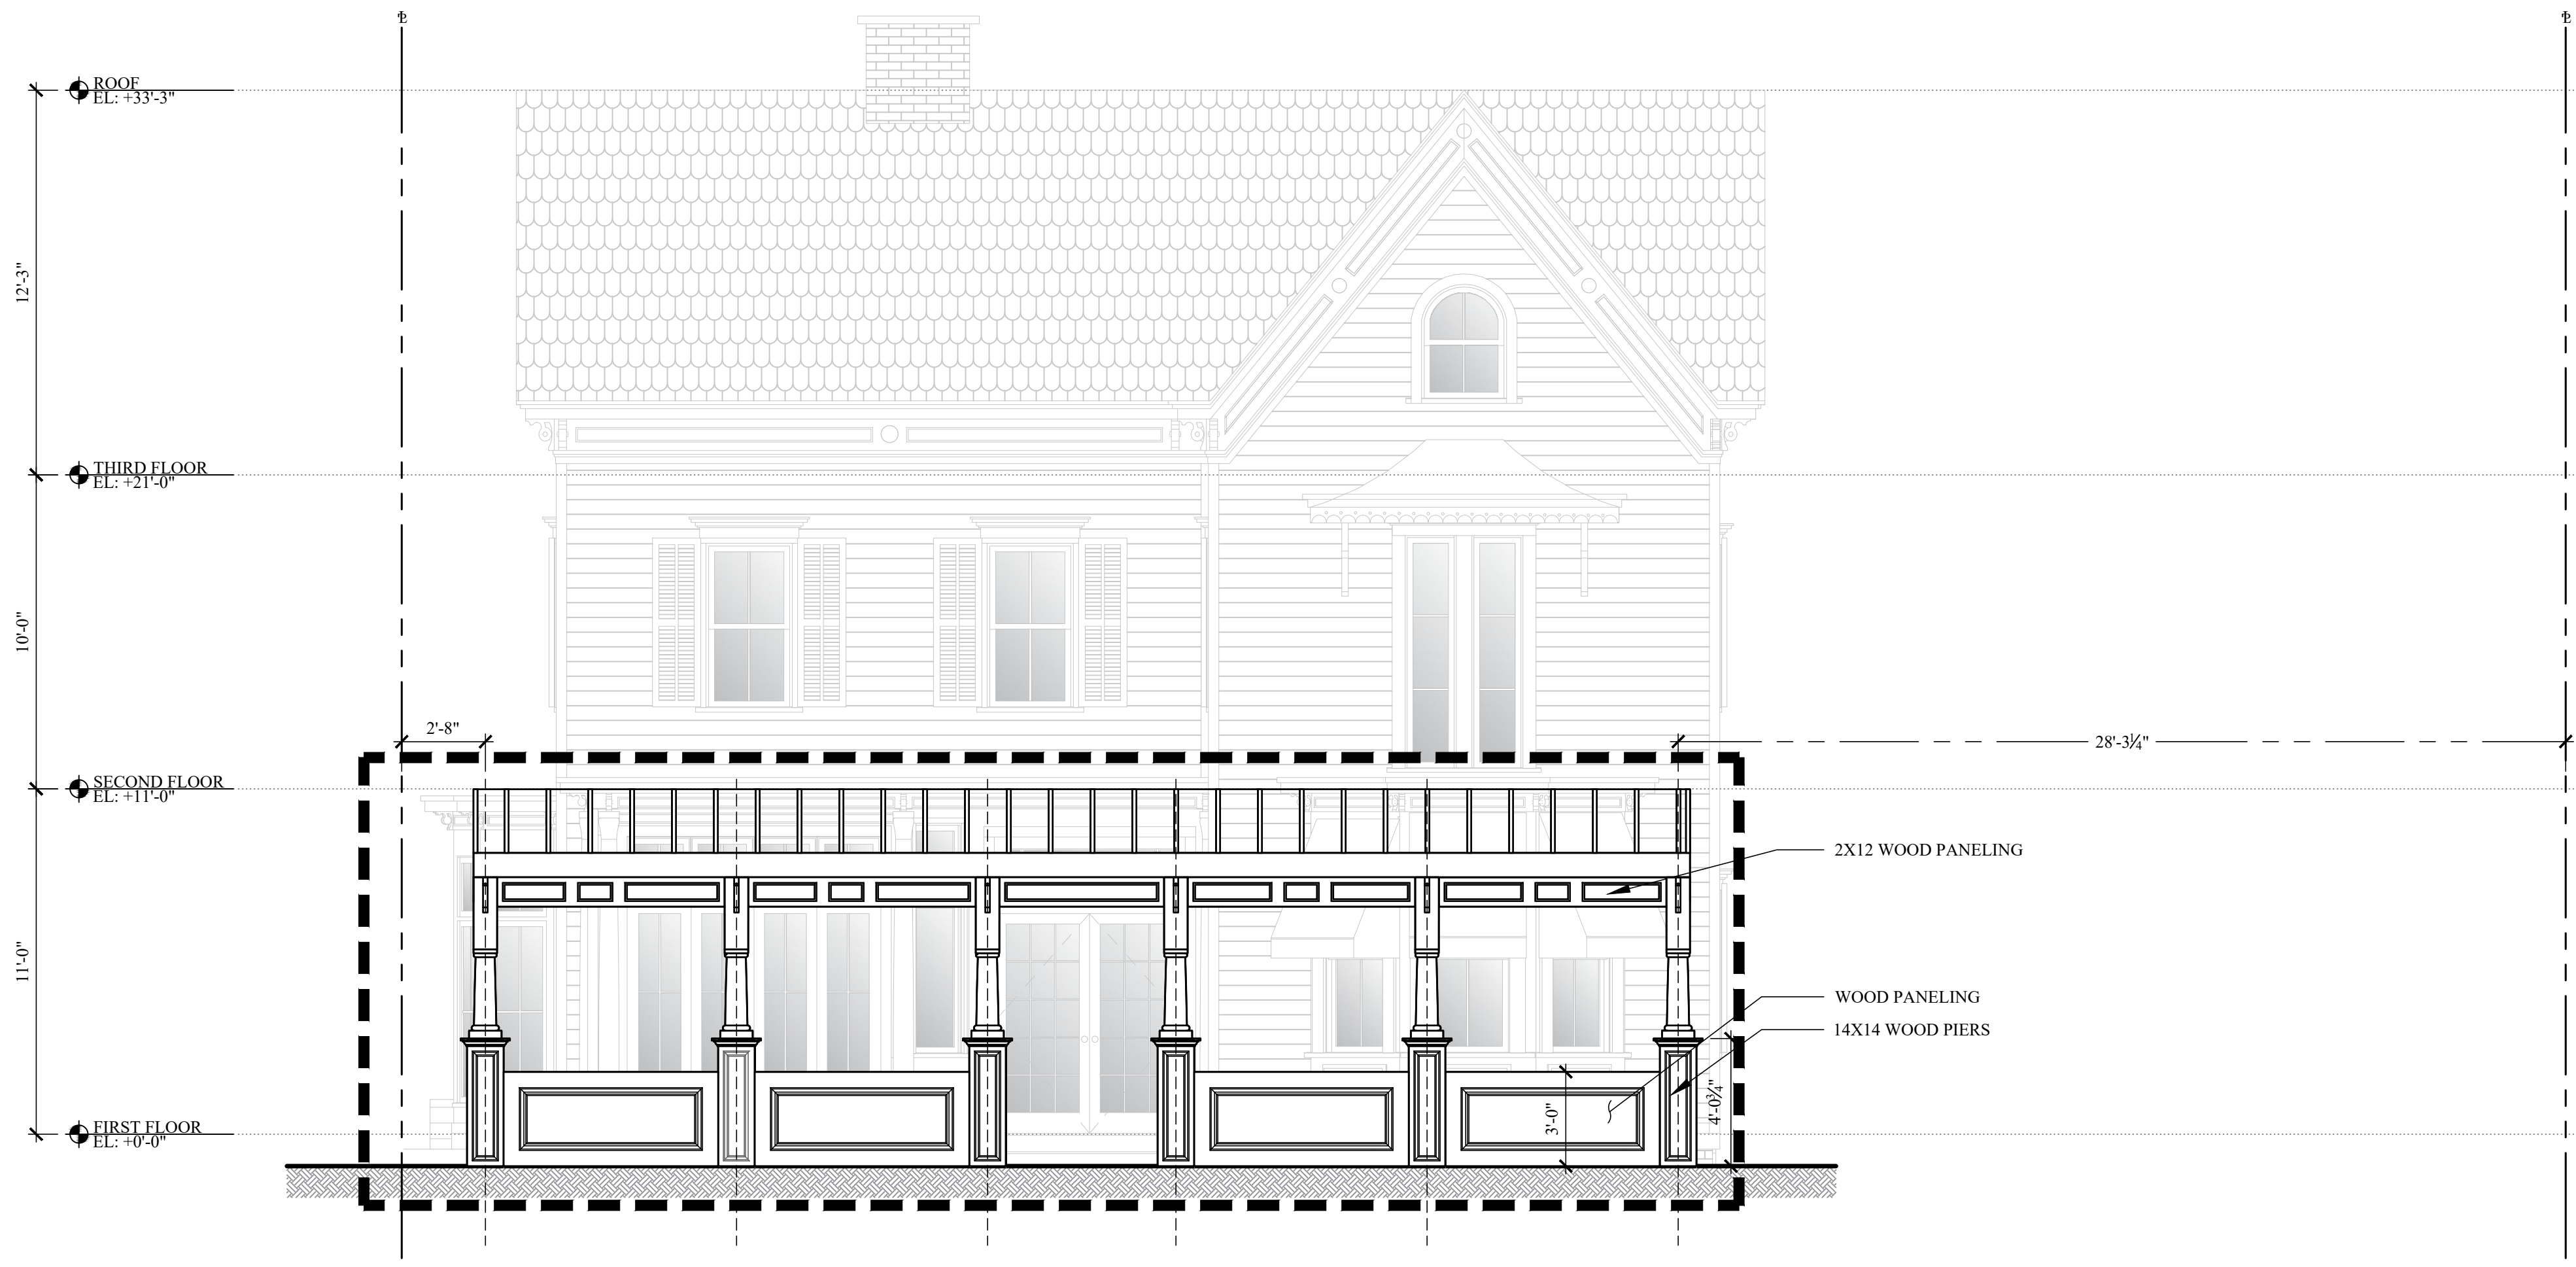 ROOF
EL: +33'-3"
12'-3"
THIRD FLOOR
EL: +21'-0"
10'-0"
2'-8"
28'-3¼"
SECOND FLOOR
EL: +11'-0"
2X12 WOOD PANELING
11'-0"
WOOD PANELING
14X14 WOOD PIERS
3'-0"
4'-0¾"
FIRST FLOOR
EL: +0'-0"